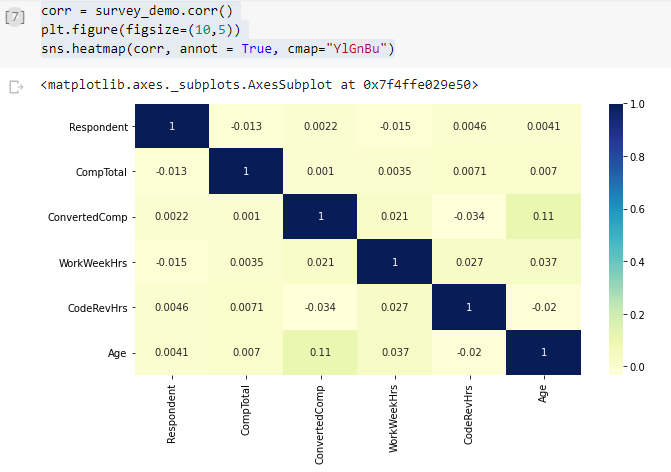 [7]
corr = survey_demo.corr()
plt.figure(figsize=(10,5))
sns.heatmap(corr, annot = True, cmap="YlGnBu")
<matplotlib.axes._subplots.AxesSubplot at 0x7f4ffe029e50>
Respondent 1 -0.013 0.0022 -0.015 0.0046 0.0041
CompTotal -0.013 1 0.001 0.0035 0.0071 0.007
ConvertedComp 0.0022 0.001 1 0.021 -0.034 0.11
WorkWeekHrs -0.015 0.0035 0.021 1 0.027 0.037
CodeRevHrs 0.0046 0.0071 -0.034 0.027 1 -0.02
Age 0.0041 0.007 0.11 0.037 -0.02 1
Respondent
CompTotal
ConvertedComp
WorkWeekHrs
CodeRevHrs
Age
1.0
0.8
0.6
0.4
0.2
0.0